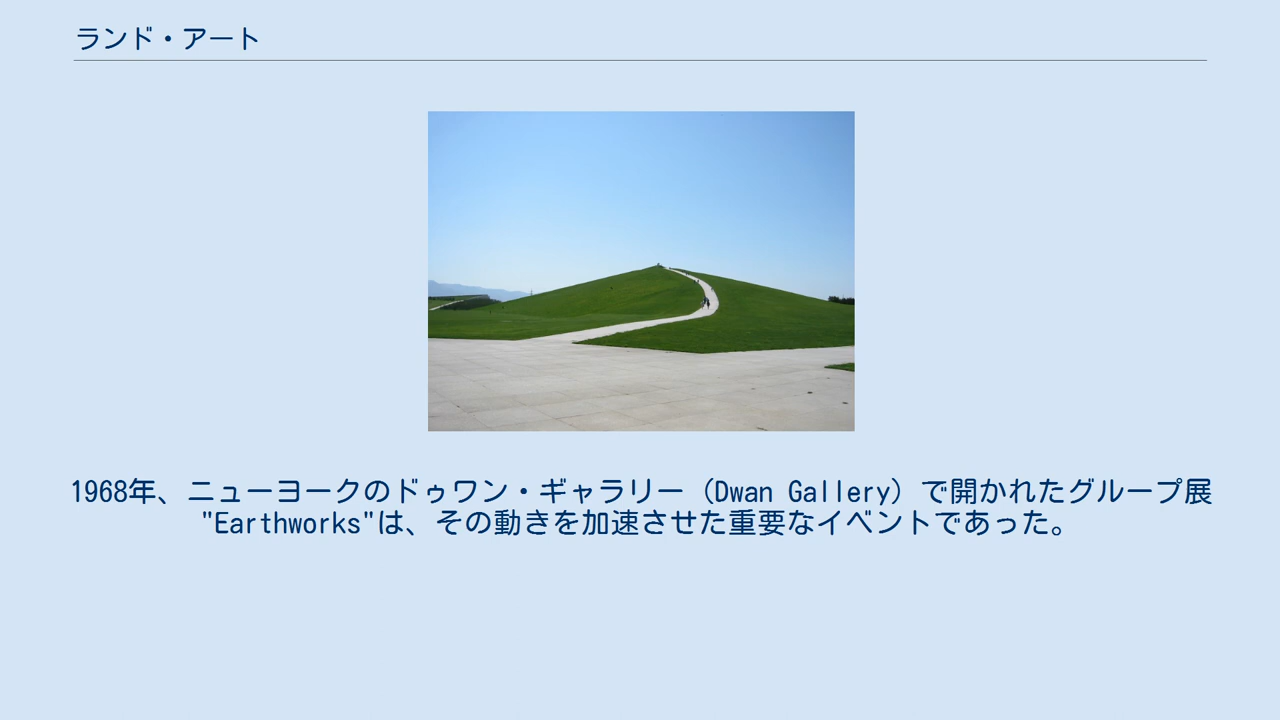 ランド・アート
1968年、ニューヨークのドゥワン・ギャラリー（Dwan Gallery）で開かれたグループ展
"Earthworks"は、その動きを加速させた重要なイベントであった。